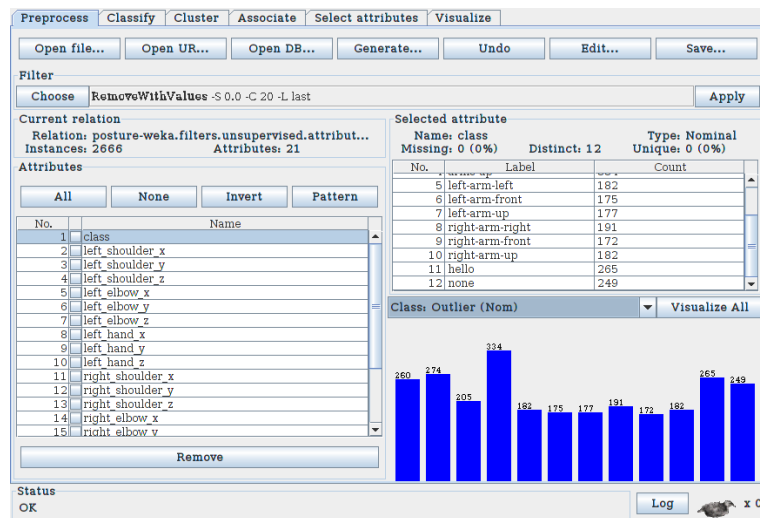 Preprocess Classify Cluster Associate Select attributes Visualize
Open file... Open UR... Open DB... Generate... Undo Edit... Save...
Filter
Choose RemoveWithValues -S 0.0 -C 20 -L last Apply
Current relation
Relation: posture-weka.filters.unsupervised.attribut...
Instances: 2666 Attributes: 21
Attributes
All None Invert Pattern
No. Name
1 class
2 left_shoulder_x
3 left_shoulder_y
4 left_shoulder_z
5 left_elbow_x
6 left_elbow_y
7 left_elbow_z
8 left_hand_x
9 left_hand_y
10 left_hand_z
11 right_shoulder_x
12 right_shoulder_y
13 right_shoulder_z
14 right_elbow_x
15 right_elbow_y
Remove
Selected attribute
Name: class Type: Nominal
Missing: 0 (0%) Distinct: 12 Unique: 0 (0%)
No. Label Count
5 left-arm-left 182
6 left-arm-front 175
7 left-arm-up 177
8 right-arm-right 191
9 right-arm-front 172
10 right-arm-up 182
11 hello 265
12 none 249
Class: Outlier (Nom) Visualize All
260 274 205 334 182 175 177 191 172 182 265 249
Status
OK
Log x 0